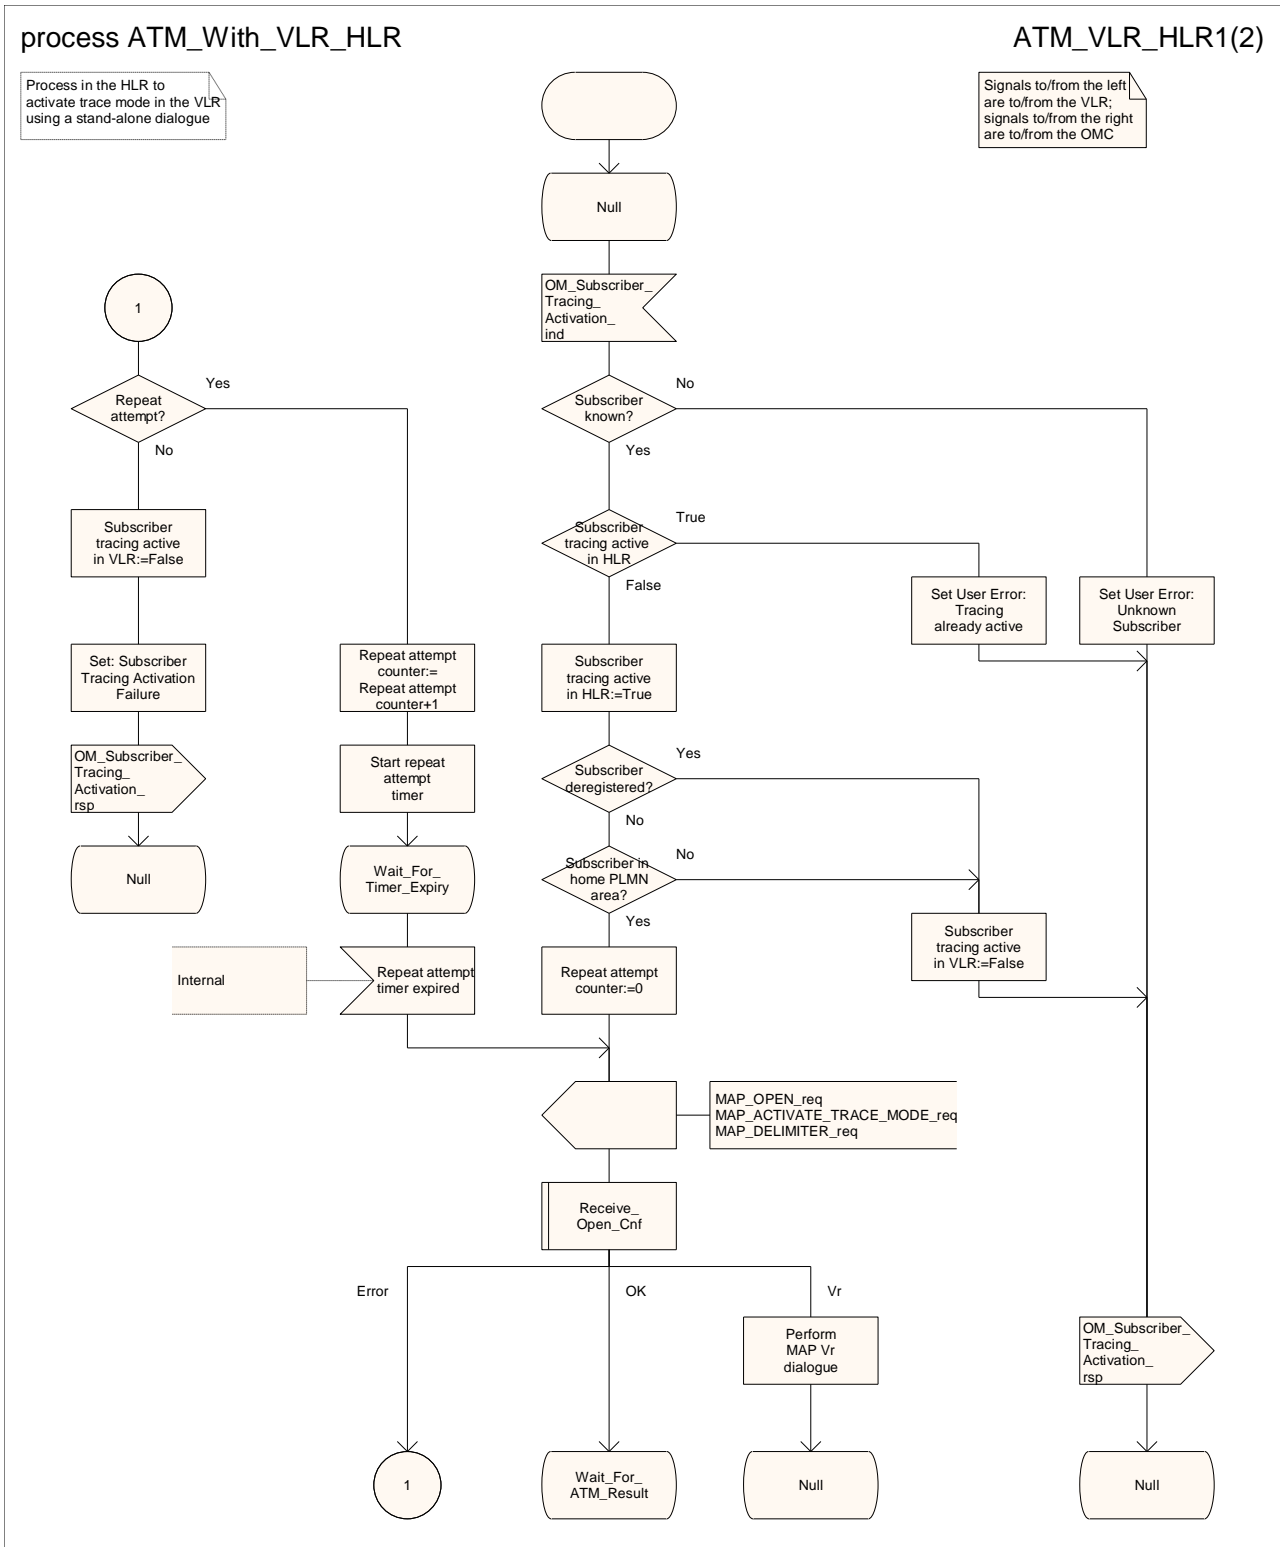 process ATM_With_VLR_HLR
ATM_VLR_HLR1(2)
Process in the HLR to
activate trace mode in the VLR
using a stand-alone dialogue
Signals to/from the left
are to/from the VLR;
signals to/from the right
are to/from the OMC
Null
OM_Subscriber_
Tracing_
Activation_
ind
1
Yes
No
Repeat
attempt?
Subscriber
known?
No
Yes
True
Subscriber
tracing active
in VLR:=False
Subscriber
tracing active
in HLR
False
Set User Error:
Tracing
already active
Set User Error:
Unknown
Subscriber
Set: Subscriber
Tracing Activation
Failure
Repeat attempt
counter:=
Repeat attempt
counter+1
Subscriber
tracing active
in HLR:=True
OM_Subscriber_
Tracing_
Activation_
rsp
Start repeat
attempt
timer
Yes
Subscriber
deregistered?
No
Null
Wait_For_
Timer_Expiry
No
Subscriber in
home PLMN
area?
Yes
Subscriber
tracing active
in VLR:=False
Internal
Repeat attempt
timer expired
Repeat attempt
counter:=0
MAP_OPEN_req
MAP_ACTIVATE_TRACE_MODE_req
MAP_DELIMITER_req
Receive_
Open_Cnf
Error
OK
Vr
Perform
MAP Vr
dialogue
OM_Subscriber_
Tracing_
Activation_
rsp
1
Wait_For_
ATM_Result
Null
Null